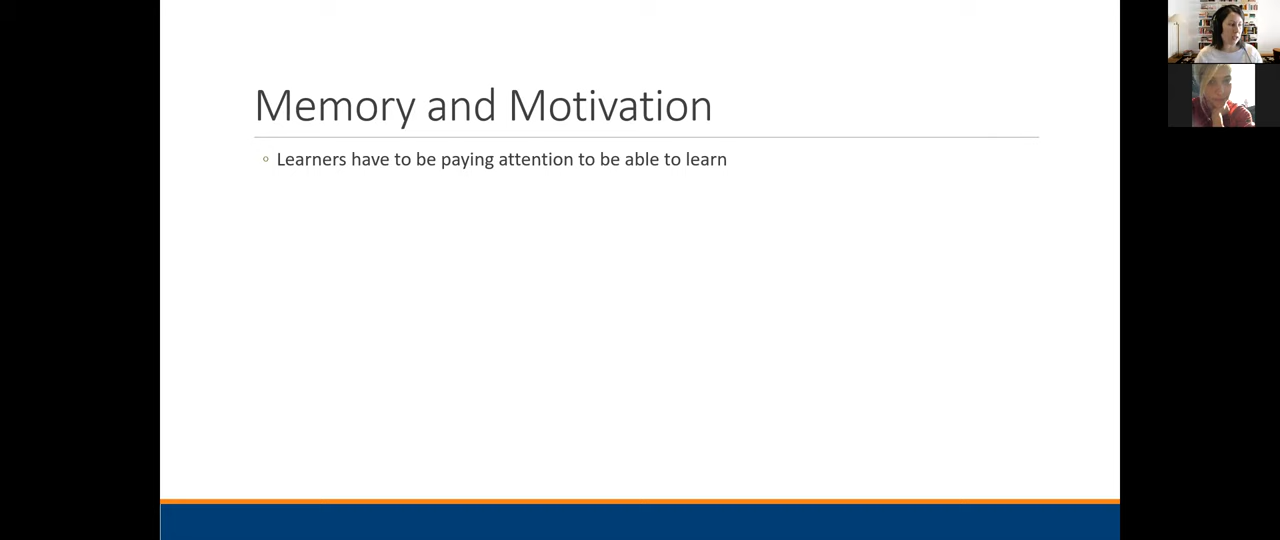 Memory and Motivation
◦ Learners have to be paying attention to be able to learn